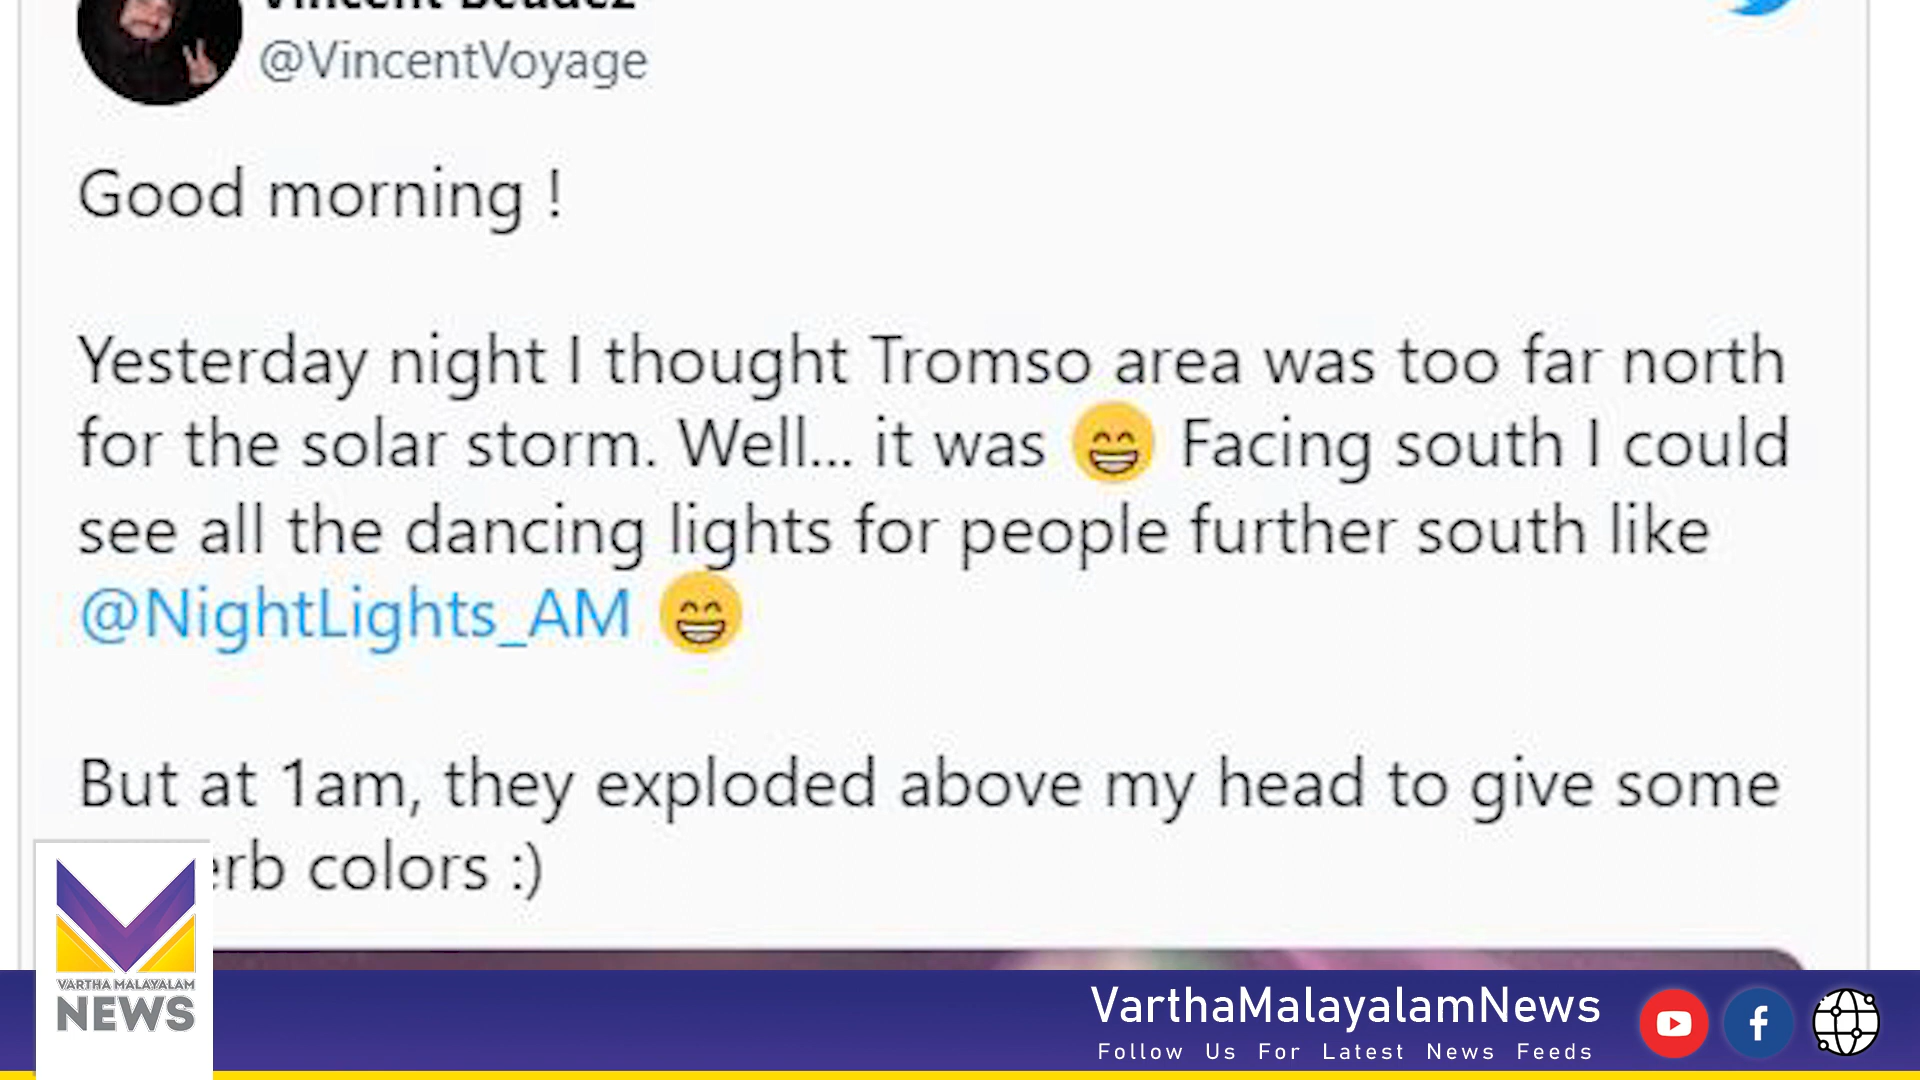 @VincentVoyage
Good morning !
Yesterday night I thought Tromso area was too far north
for the solar storm. Well... it was 😁 Facing south I could
see all the dancing lights for people further south like
@NightLights_AM 😁
But at 1am, they exploded above my head to give some
colors :)
VARTHA MALAYALAM
NEWS
VarthaMalayalamNews
Follow Us For Latest News Feeds